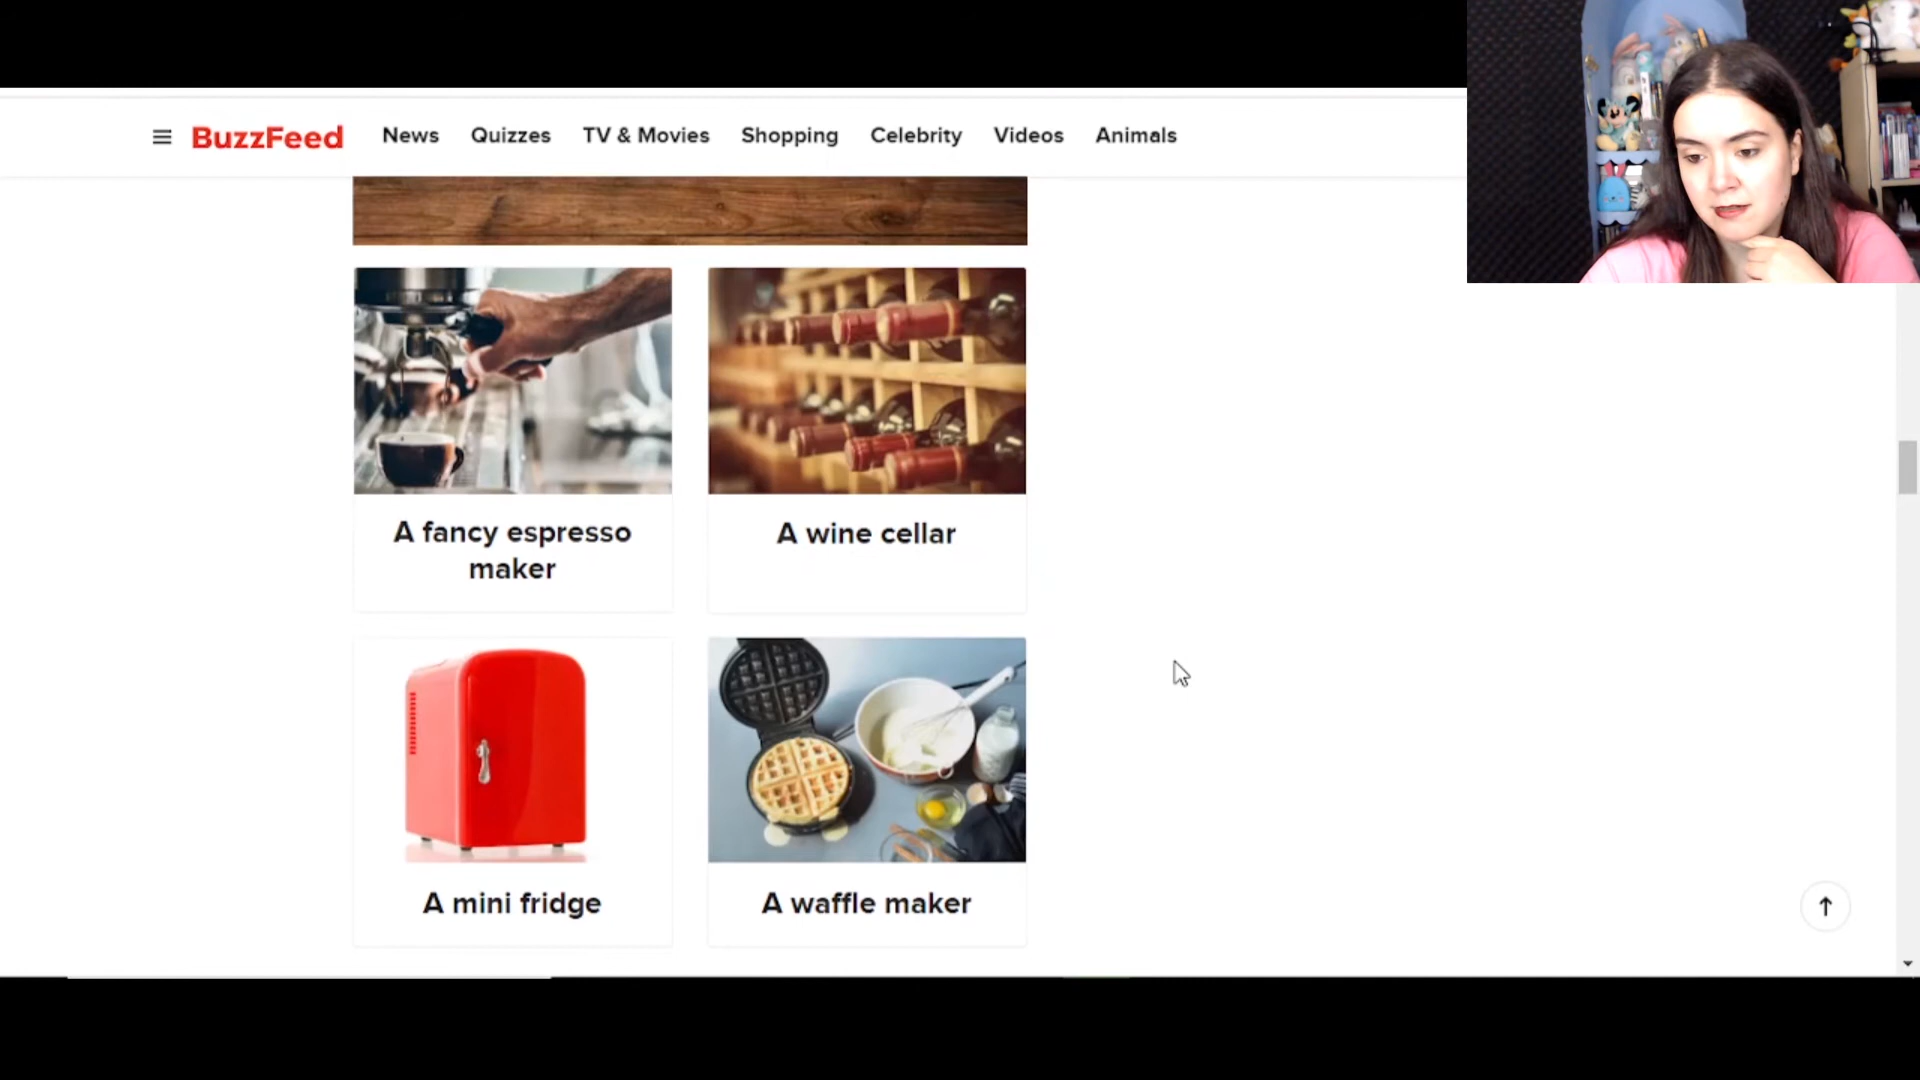 BuzzFeed News Quizzes TV & Movies Shopping Celebrity Videos Animals
A fancy espresso
maker
A wine cellar
A mini fridge
A waffle maker